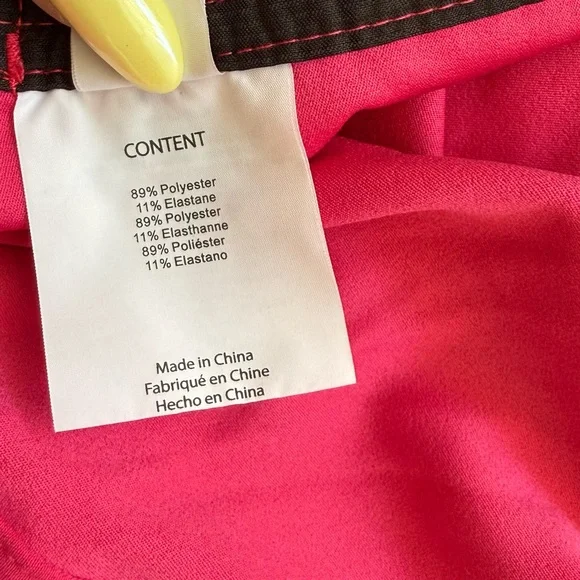 CONTENT
89% Polyester
11% Elastane
89% Polyester
11% Elasthanne
89% Poliéster
11% Elastano
Made in China
Fabriqué en Chine
Hecho en China